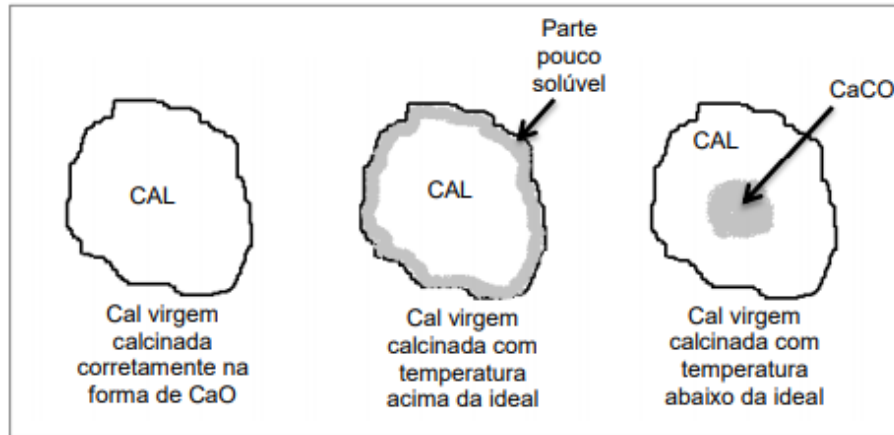 CAL
Cal virgem
calcinada
corretamente na
forma de CaO
Parte
pouco
solúvel
CAL
Cal virgem
calcinada com
temperatura
acima da ideal
CaCO
CAL
Cal virgem
calcinada com
temperatura
abaixo da ideal